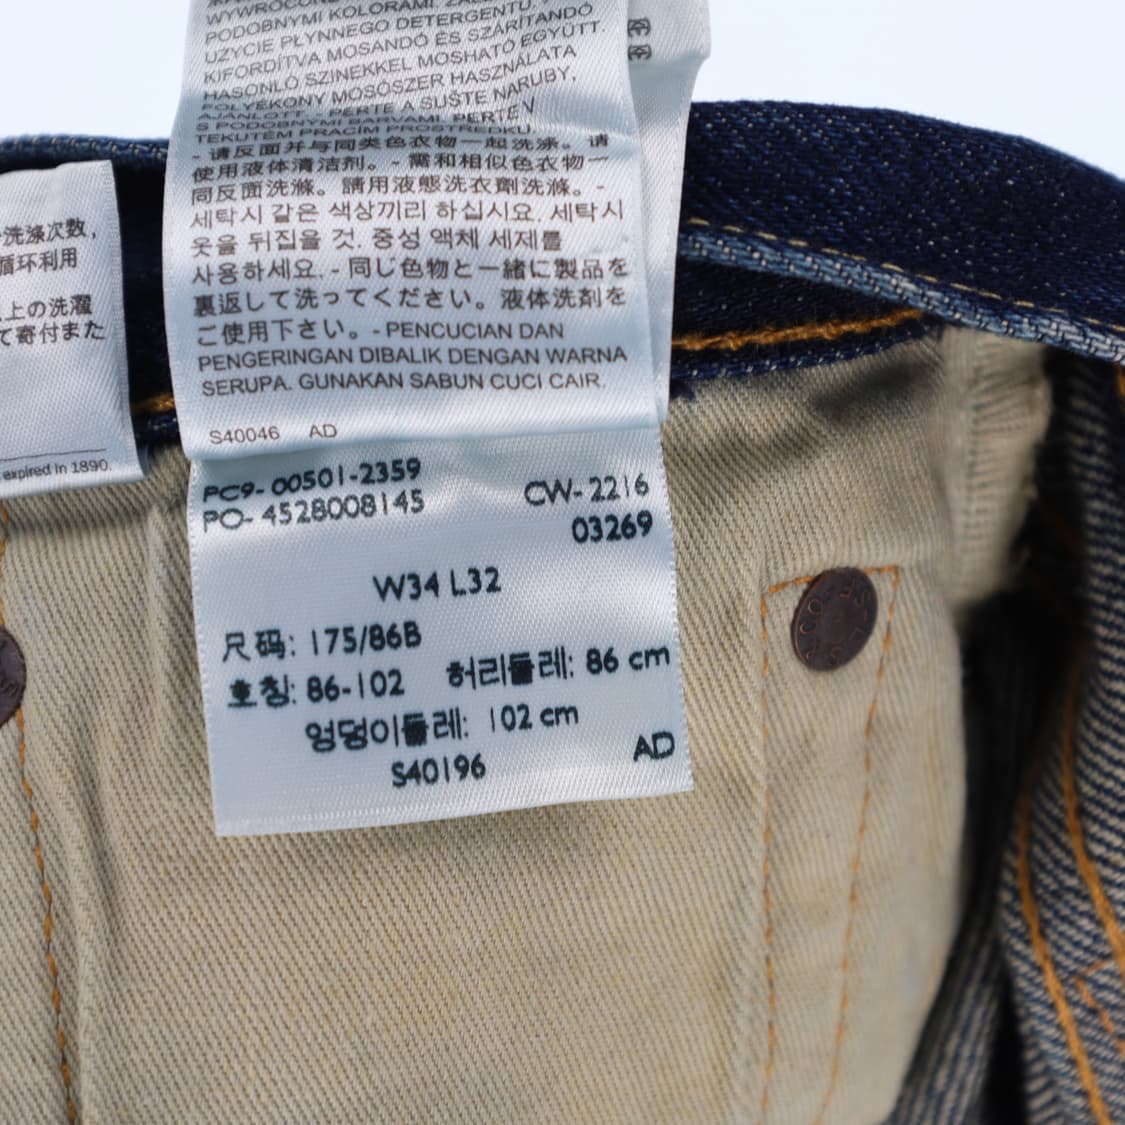 PODOBNYMI KOLORAMI.
UŻYCIE PŁYNNEGO DETERGENTU.
KIFORDÍTVA MOSANDÓ ÉS SZÁRÍTANDÓ
HASONLÓ SZINEKKEL MOSHATÓ EGYÜTT.
FOLYÉKONY MOSÓSZER HASZNÁLATA
AJÁNLOTT. - PERTE A SUŠTE NARUBY,
S PODOBNÝMI BARVAMI. PERTE V
TEKUTÉM PRACÍM PROSTŘEDKU.
- 请反面并与同类色衣物一起洗涤。请
使用液体清洁剂。- 需和相似色衣物一
同反面洗滌。請用液態洗衣劑洗滌。-
세탁시 같은 색상끼리 하십시요. 세탁시
옷을 뒤집을 것. 중성 액체 세제를
사용하세요. - 同じ色物と一緒に製品を
裏返して洗ってください。液体洗剤を
ご使用下さい。- PENCUCIAN DAN
PENGERINGAN DIBALIK DENGAN WARNA
SERUPA. GUNAKAN SABUN CUCI CAIR.
S40046 AD
洗涤次数，
循环利用
上の洗濯
て寄付また
expired in 1890.
PC9- 00501-2359
PO- 4528008145
CW- 2216
03269
W34 L32
尺码: 175/86B
호칭: 86-102 허리둘레: 86 cm
엉덩이둘레: 102 cm
S40196
AD